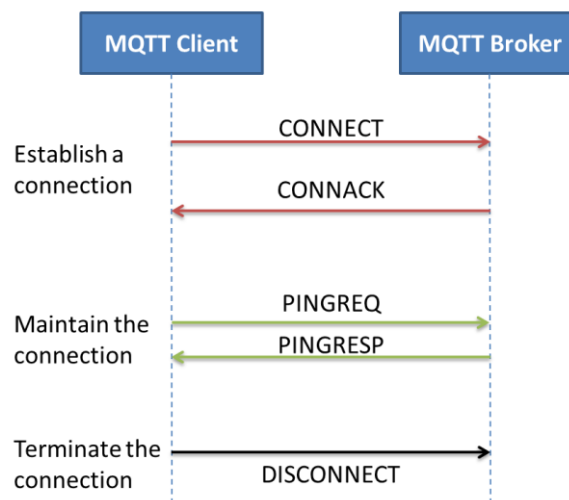 MQTT Client
MQTT Broker
CONNECT
Establish a
connection
CONNACK
PINGREQ
Maintain the
connection
PINGRESP
Terminate the
connection
DISCONNECT